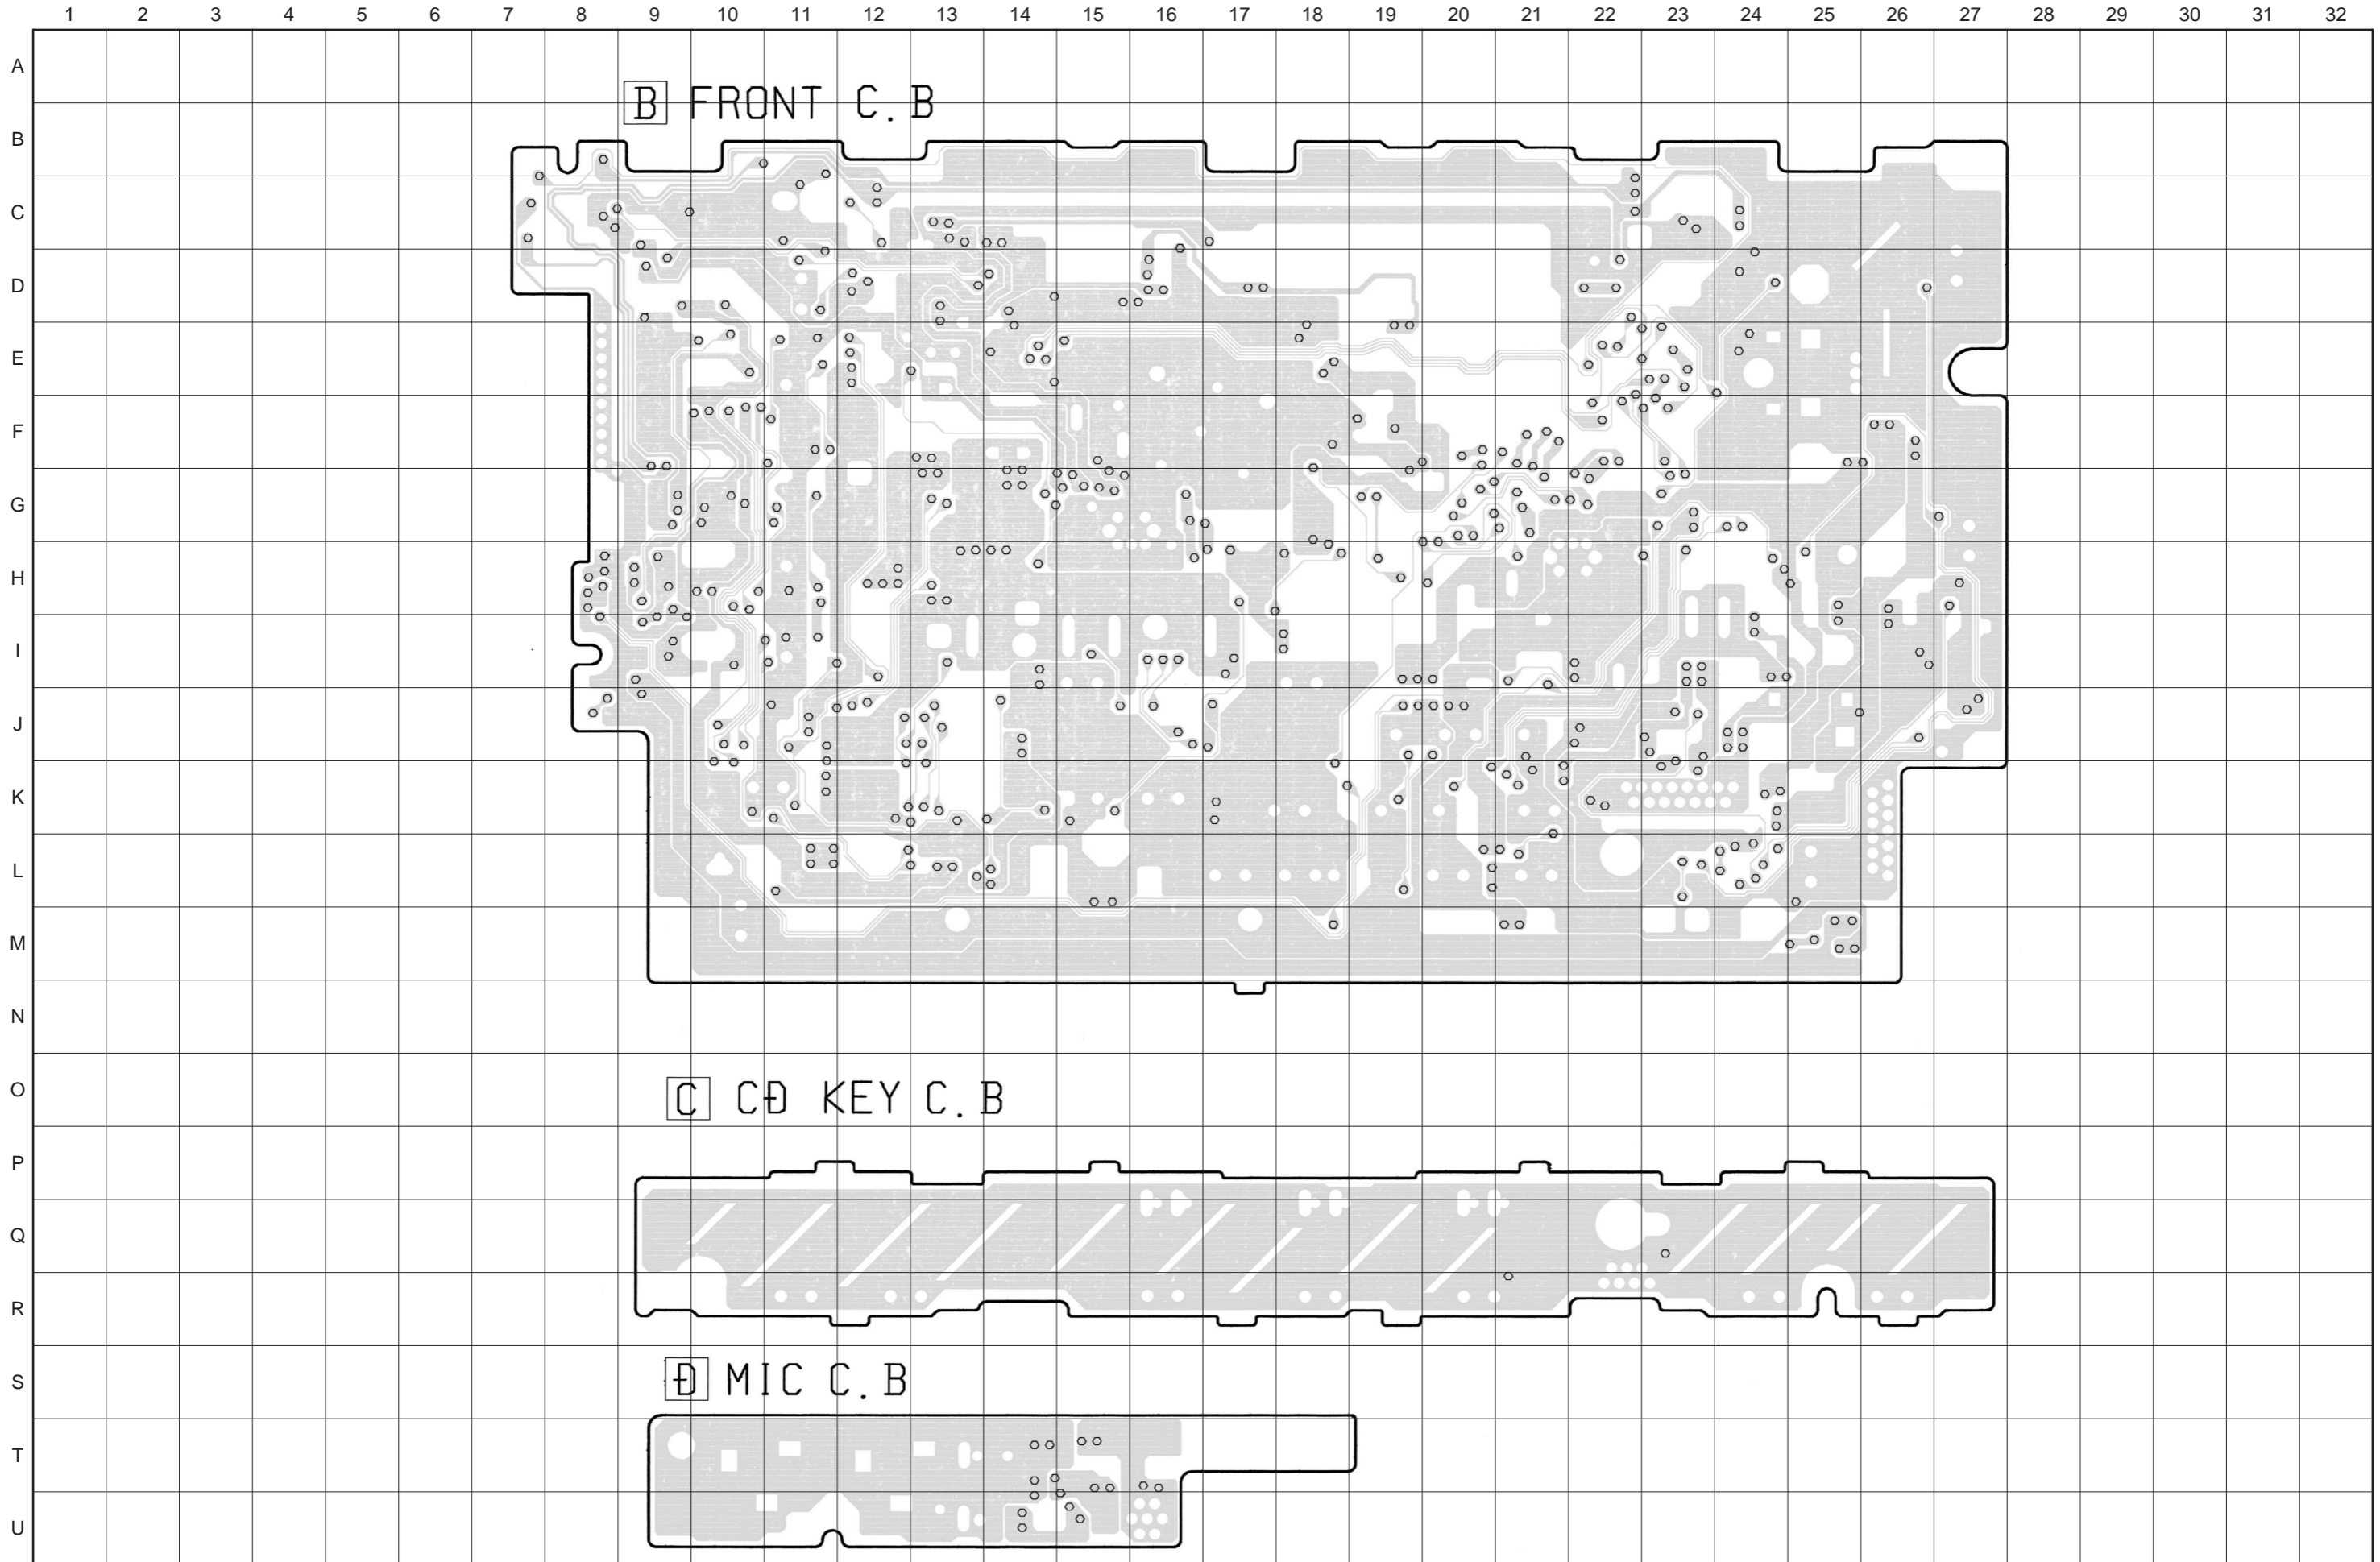 1 2 3 4 5 6 7 8 9 10 11 12 13 14 15 16 17 18 19 20 21 22 23 24 25 26 27 28 29 30 31 32
A
B FRONT C.B
B
C
D
E
F
G
H
I
J
K
L
M
N
O
C CD KEY C.B
P
Q
R
S
D MIC C.B
T
U